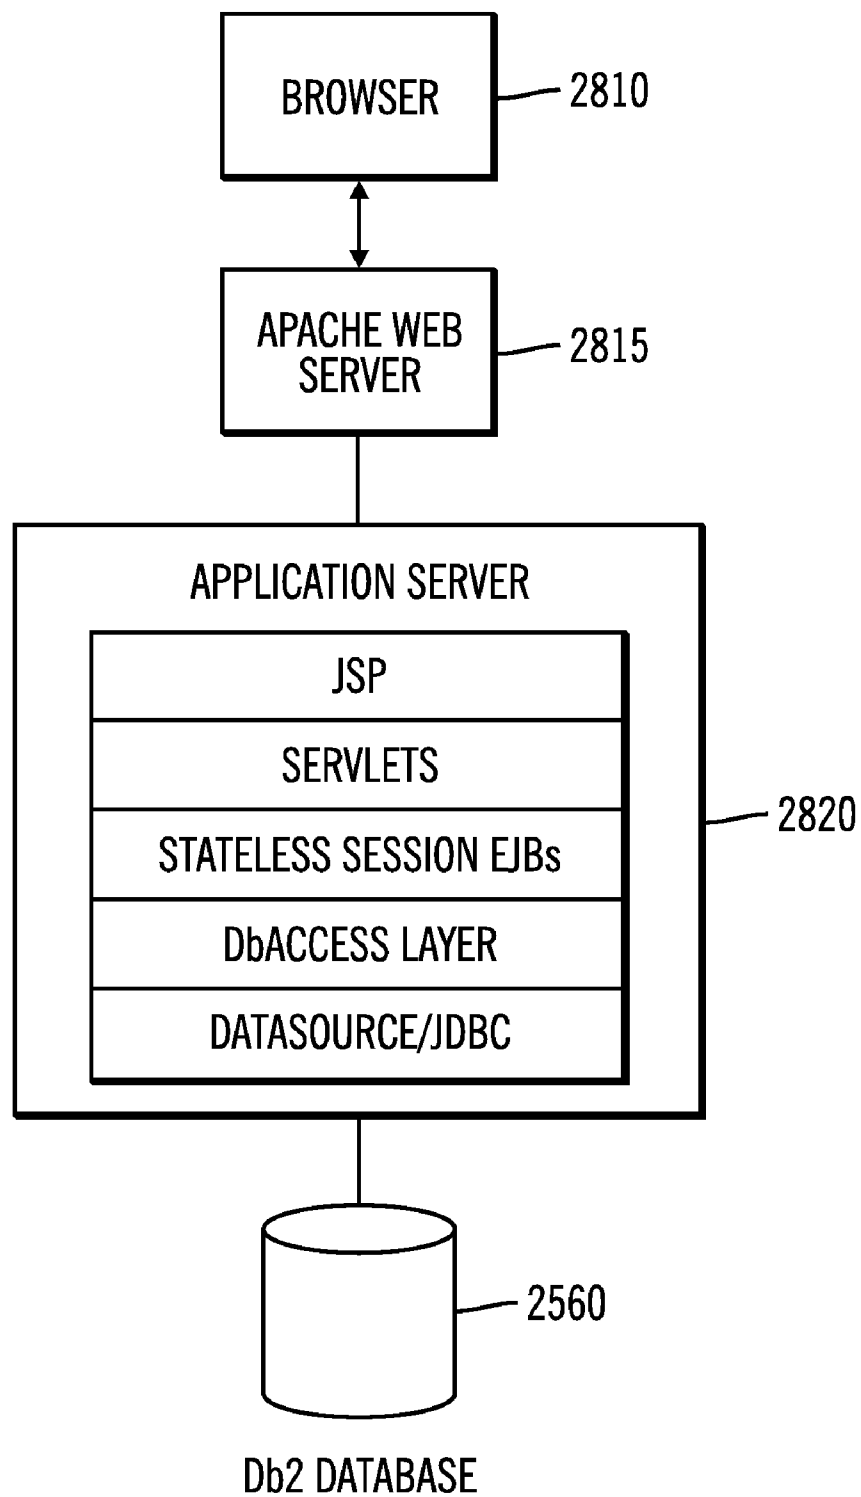 BROWSER
2810
APACHE WEB
SERVER
2815
APPLICATION SERVER
JSP
SERVLETS
STATELESS SESSION EJBs
DbACCESS LAYER
DATASOURCE/JDBC
2820
2560
Db2 DATABASE